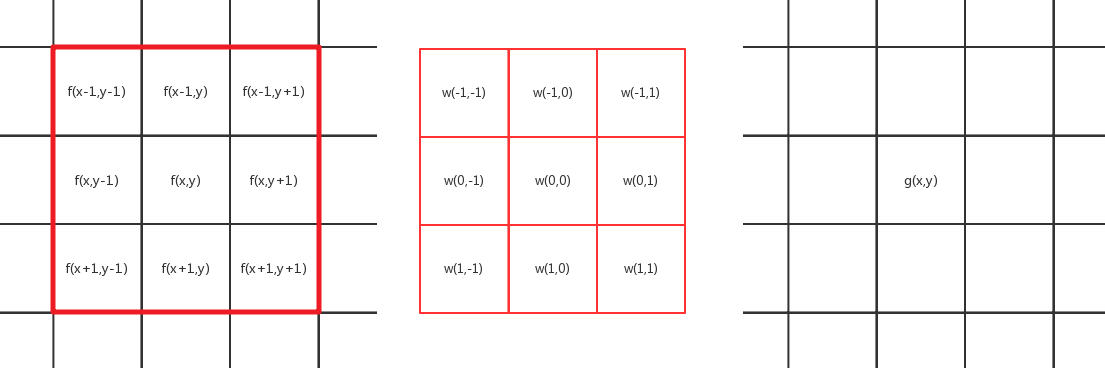 f(x-1,y-1) f(x-1,y) f(x-1,y+1) w(-1,-1) w(-1,0) w(-1,1)
f(x,y-1) f(x,y) f(x,y+1) w(0,-1) w(0,0) w(0,1) g(x,y)
f(x+1,y-1) f(x+1,y) f(x+1,y+1) w(1,-1) w(1,0) w(1,1)